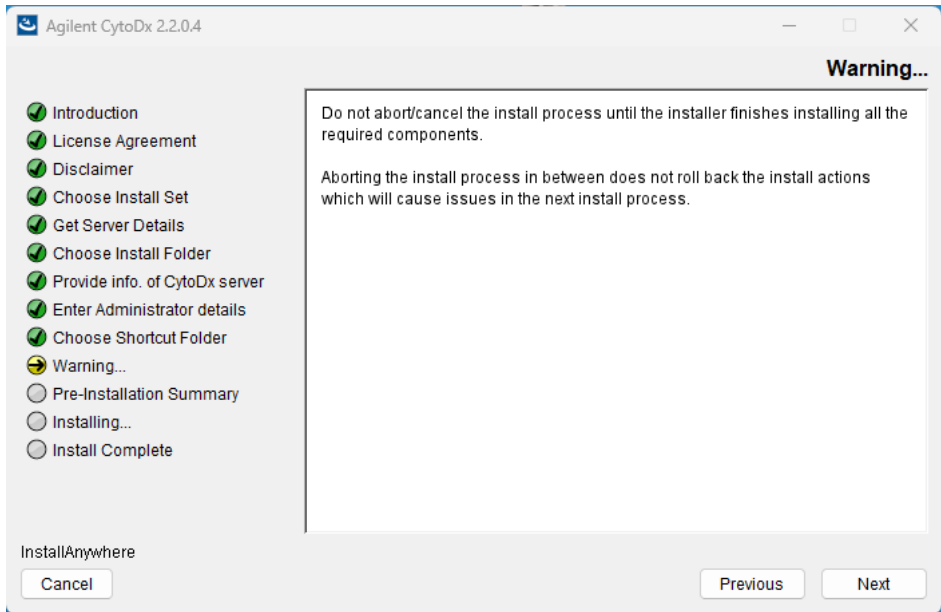 Agilent CytoDx 2.2.0.4
Warning...
Introduction
License Agreement
Disclaimer
Choose Install Set
Get Server Details
Choose Install Folder
Provide info. of CytoDx server
Enter Administrator details
Choose Shortcut Folder
Warning...
Pre-Installation Summary
Installing...
Install Complete
Do not abort/cancel the install process until the installer finishes installing all the
required components.
Aborting the install process in between does not roll back the install actions
which will cause issues in the next install process.
InstallAnywhere
Cancel
Previous
Next